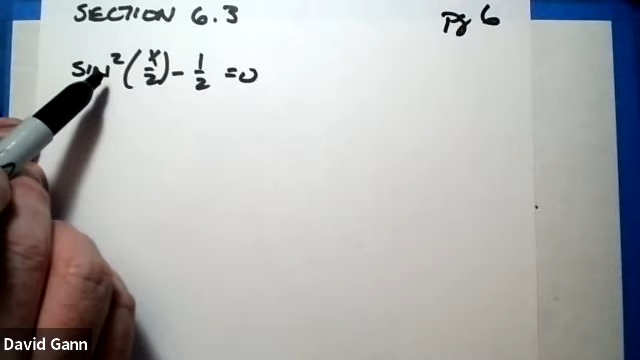 SECTION 6.3
Pg 6
sin²(x/2) - 1/2 = 0
David Gann